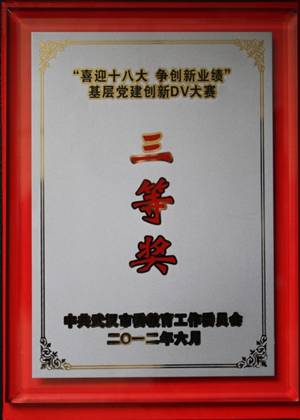 “喜迎十八大 争创新业绩”
基层党建创新DV大赛
三
等
奖
中共武汉市委教育工作委员会
二〇一二年六月